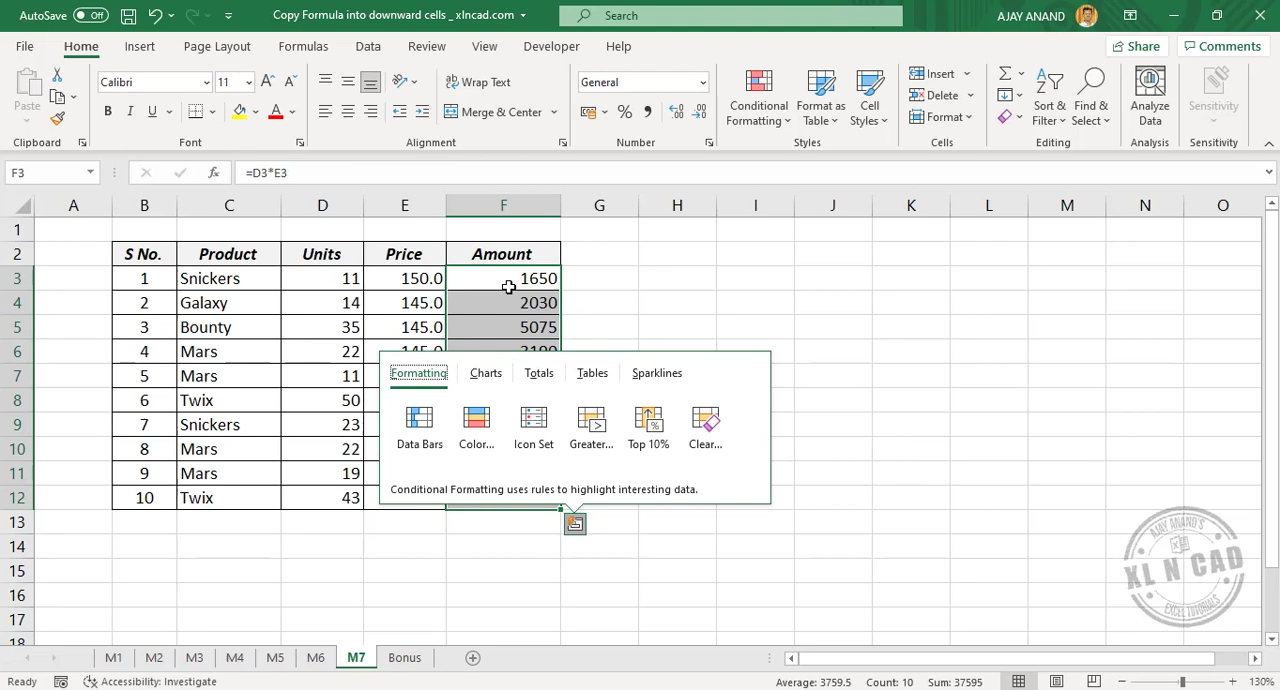 AutoSave Off
Copy Formula into downward cells _ xlncad.com
Search
AJAY ANAND
File Home Insert Page Layout Formulas Data Review View Developer Help
Share Comments
Paste
Calibri 11
Wrap Text
General
Conditional Formatting
Format as Table
Cell Styles
Insert
Delete
Format
Sort & Filter
Find & Select
Analyze Data
Sensitivity
B I U A
Merge & Center
% ,
Clipboard Font Alignment Number Styles Cells Editing Analysis Sensitivity
F3 fx =D3*E3
A B C D E F G H I J K L M N O
1
2 S No. Product Units Price Amount
3 1 Snickers 11 150.0 1650
4 2 Galaxy 14 145.0 2030
5 3 Bounty 35 145.0 5075
6 4 Mars 22 145.0 3190
7 5 Mars 11
8 6 Twix 50
9 7 Snickers 23
10 8 Mars 22
11 9 Mars 19
12 10 Twix 43
13
14
15
16
17
18
Formatting Charts Totals Tables Sparklines
Data Bars Color... Icon Set Greater... Top 10% Clear...
Conditional Formatting uses rules to highlight interesting data.
AJAY ANAND'S
XL N CAD
EXCEL TUTORIALS
M1 M2 M3 M4 M5 M6 M7 Bonus
Ready Accessibility: Investigate Average: 3759.5 Count: 10 Sum: 37595 130%